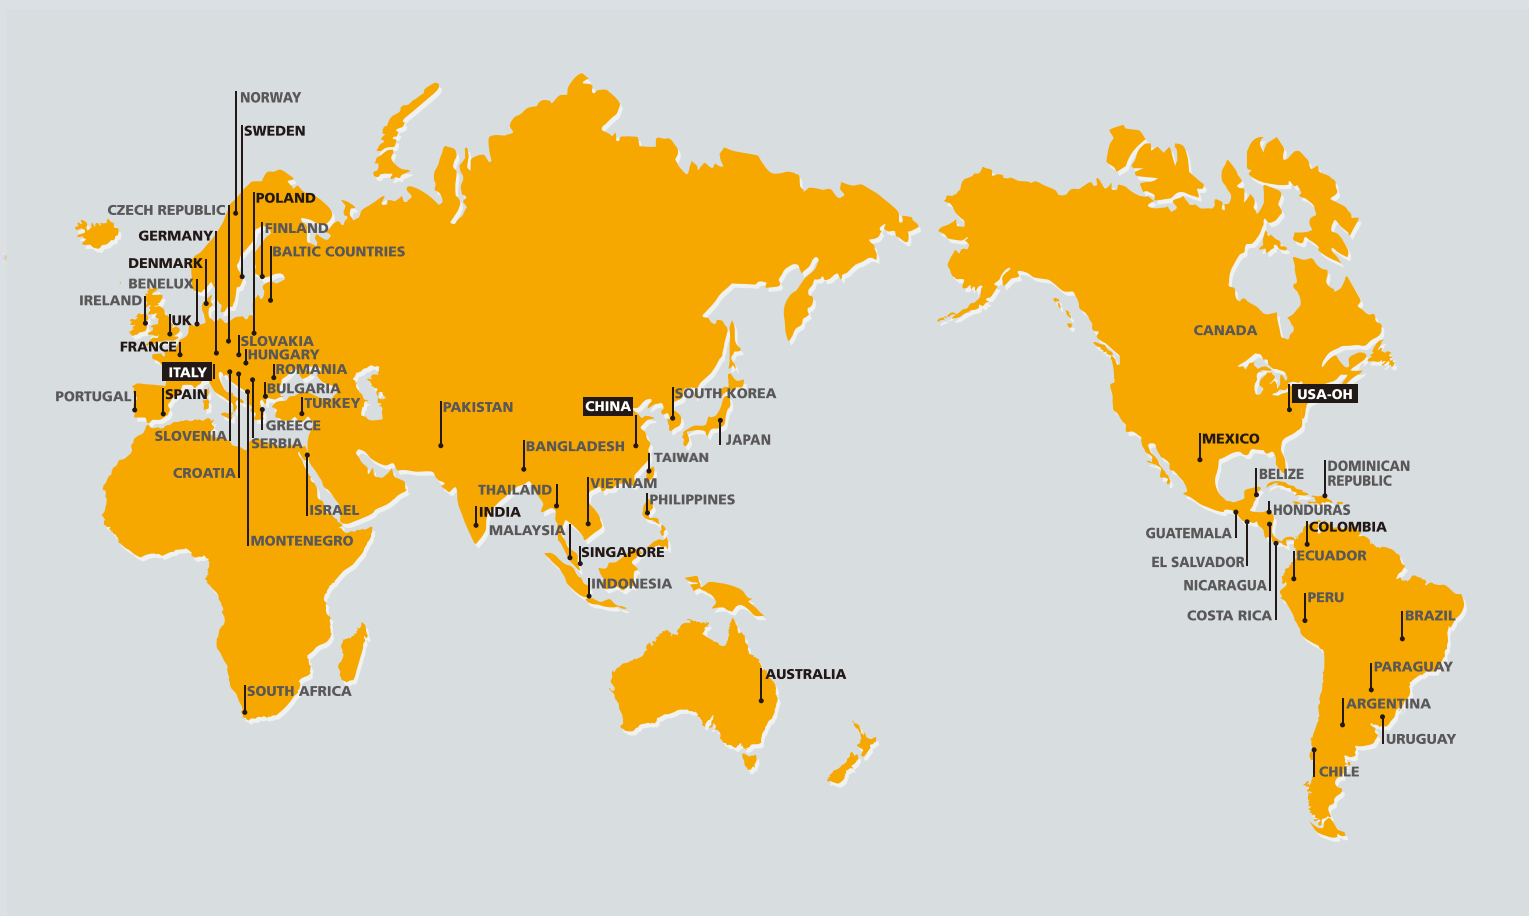 NORWAY
SWEDEN
POLAND
CZECH REPUBLIC
FINLAND
GERMANY
BALTIC COUNTRIES
DENMARK
BENELUX
IRELAND
UK
SLOVAKIA
FRANCE
HUNGARY
ITALY
ROMANIA
BULGARIA
PORTUGAL
SPAIN
TURKEY
GREECE
SLOVENIA
SERBIA
CROATIA
ISRAEL
MONTENEGRO
SOUTH AFRICA
PAKISTAN
CHINA
SOUTH KOREA
BANGLADESH
JAPAN
TAIWAN
THAILAND
VIETNAM
PHILIPPINES
INDIA
MALAYSIA
SINGAPORE
INDONESIA
AUSTRALIA
CANADA
USA-OH
MEXICO
BELIZE
DOMINICAN
REPUBLIC
HONDURAS
GUATEMALA
COLOMBIA
EL SALVADOR
ECUADOR
NICARAGUA
PERU
COSTA RICA
BRAZIL
PARAGUAY
ARGENTINA
URUGUAY
CHILE